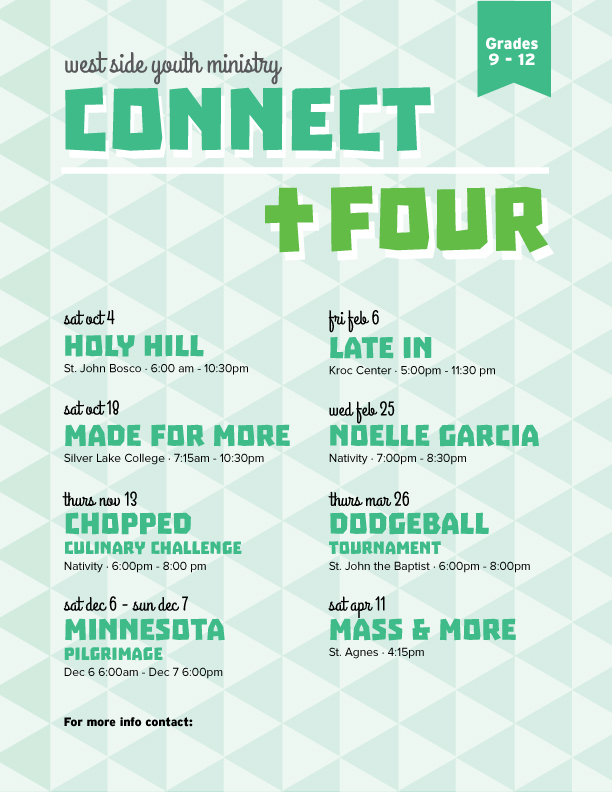 Grades
9 - 12
west side youth ministry
CONNECT
+ FOUR
sat oct 4
HOLY HILL
St. John Bosco · 6:00 am - 10:30pm
sat oct 18
MADE FOR MORE
Silver Lake College · 7:15am - 10:30pm
thurs nov 13
CHOPPED
CULINARY CHALLENGE
Nativity · 6:00pm - 8:00 pm
sat dec 6 - sun dec 7
MINNESOTA
PILGRIMAGE
Dec 6 6:00am - Dec 7 6:00pm
fri feb 6
LATE IN
Kroc Center · 5:00pm - 11:30 pm
wed feb 25
NOELLE GARCIA
Nativity · 7:00pm - 8:30pm
thurs mar 26
DODGEBALL
TOURNAMENT
St. John the Baptist · 6:00pm - 8:00pm
sat apr 11
MASS & MORE
St. Agnes · 4:15pm
For more info contact: